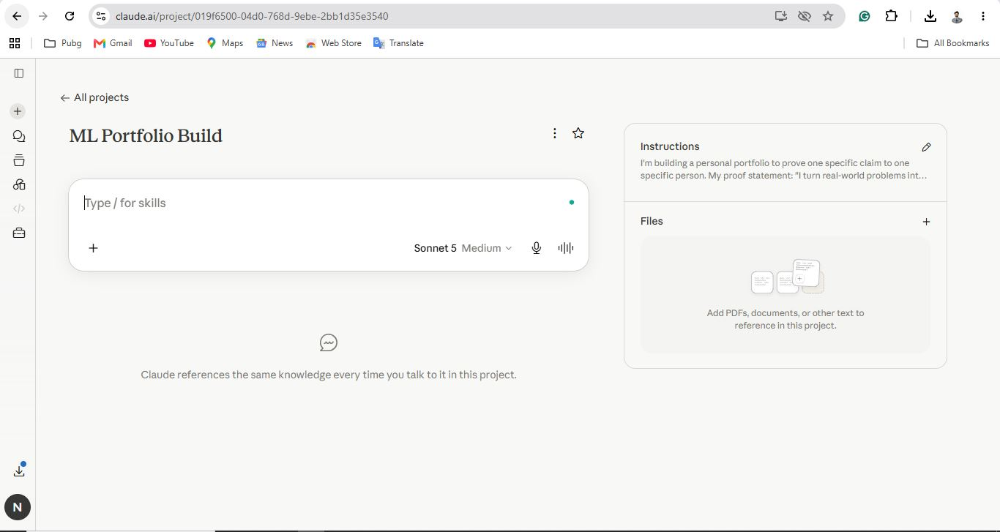 claude.ai/project/019f6500-04d0-768d-9ebe-2bb1d35e3540
Pubg
Gmail
YouTube
Maps
News
Web Store
Translate
All Bookmarks
← All projects
ML Portfolio Build
Type / for skills
Sonnet 5 Medium
Claude references the same knowledge every time you talk to it in this project.
Instructions
I'm building a personal portfolio to prove one specific claim to one
specific person. My proof statement: "I turn real-world problems int...
Files
Add PDFs, documents, or other text to
reference in this project.
N